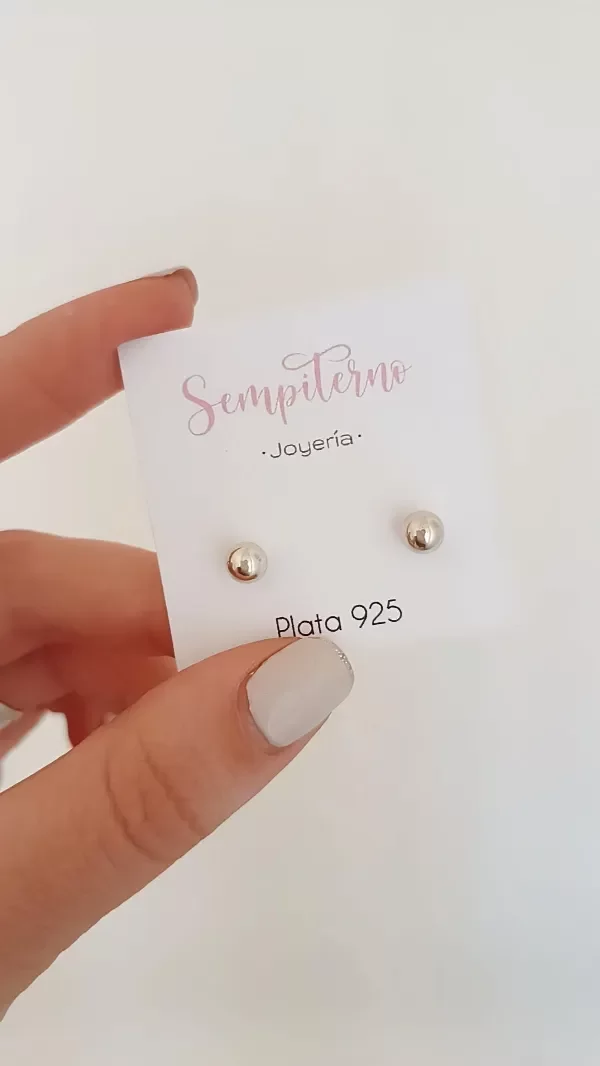 Sempiterno
·Joyería·
Plata 925